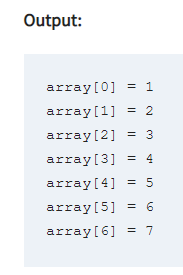 Output:
array[0] = 1
array[1] = 2
array[2] = 3
array[3] = 4
array[4] = 5
array[5] = 6
array[6] = 7